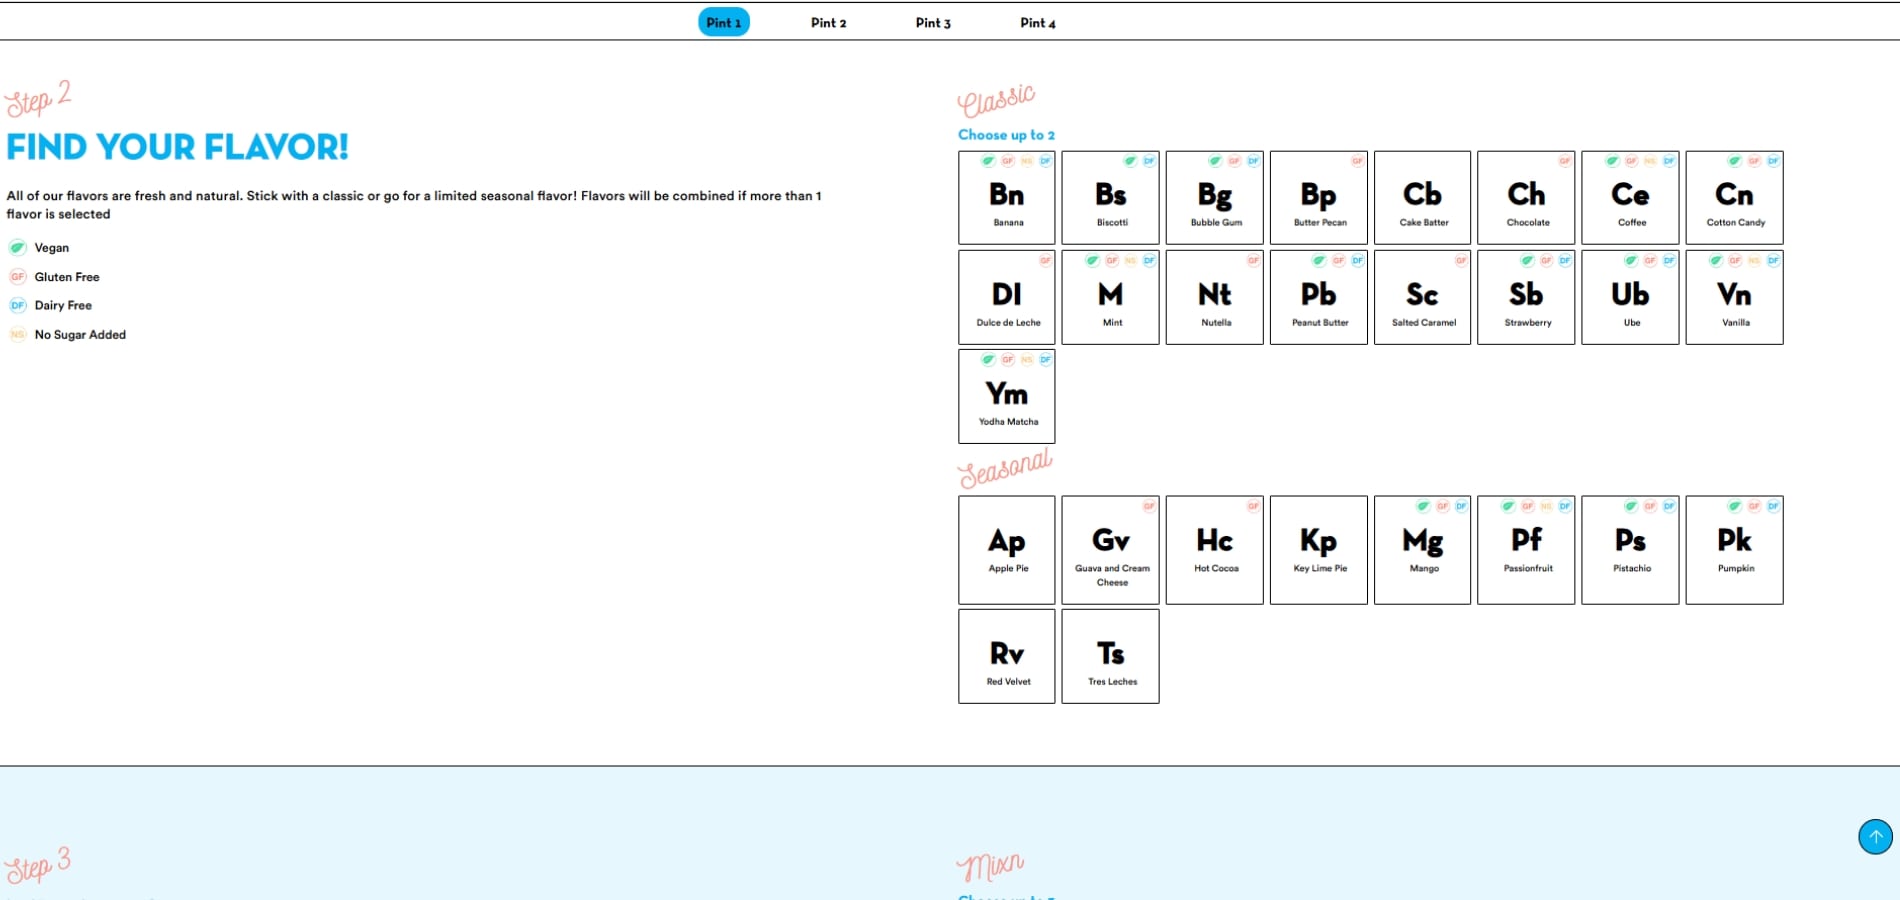 Pint 1 Pint 2 Pint 3 Pint 4
Step 2
FIND YOUR FLAVOR!
All of our flavors are fresh and natural. Stick with a classic or go for a limited seasonal flavor! Flavors will be combined if more than 1
flavor is selected
Vegan
GF Gluten Free
DF Dairy Free
NS No Sugar Added
Classic
Choose up to 2
GF NS DF
Bn
Banana
DF
Bs
Biscotti
GF DF
Bg
Bubble Gum
GF
Bp
Butter Pecan
Cb
Cake Batter
GF
Ch
Chocolate
GF NS DF
Ce
Coffee
GF DF
Cn
Cotton Candy
GF
Dl
Dulce de Leche
GF NS DF
M
Mint
GF
Nt
Nutella
GF DF
Pb
Peanut Butter
GF
Sc
Salted Caramel
GF DF
Sb
Strawberry
GF DF
Ub
Ube
GF NS DF
Vn
Vanilla
GF NS DF
Ym
Yodha Matcha
Seasonal
Ap
Apple Pie
GF
Gv
Guava and Cream
Cheese
GF
Hc
Hot Cocoa
Kp
Key Lime Pie
GF DF
Mg
Mango
GF NS DF
Pf
Passionfruit
GF DF
Ps
Pistachio
GF DF
Pk
Pumpkin
Rv
Red Velvet
Ts
Tres Leches
Step 3
Mixn